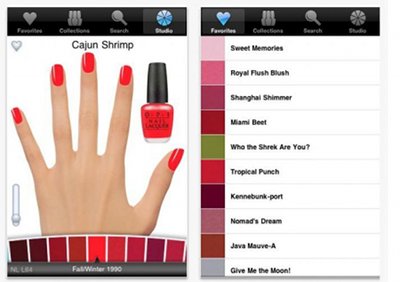 Favorites Collections Search Studio
Cajun Shrimp
O·P·I
NAIL
LACQUER
NL L64
Fall/Winter 1990
Favorites Collections Search Studio
Sweet Memories
Royal Flush Blush
Shanghai Shimmer
Miami Beet
Who the Shrek Are You?
Tropical Punch
Kennebunk-port
Nomad's Dream
Java Mauve-A
Give Me the Moon!